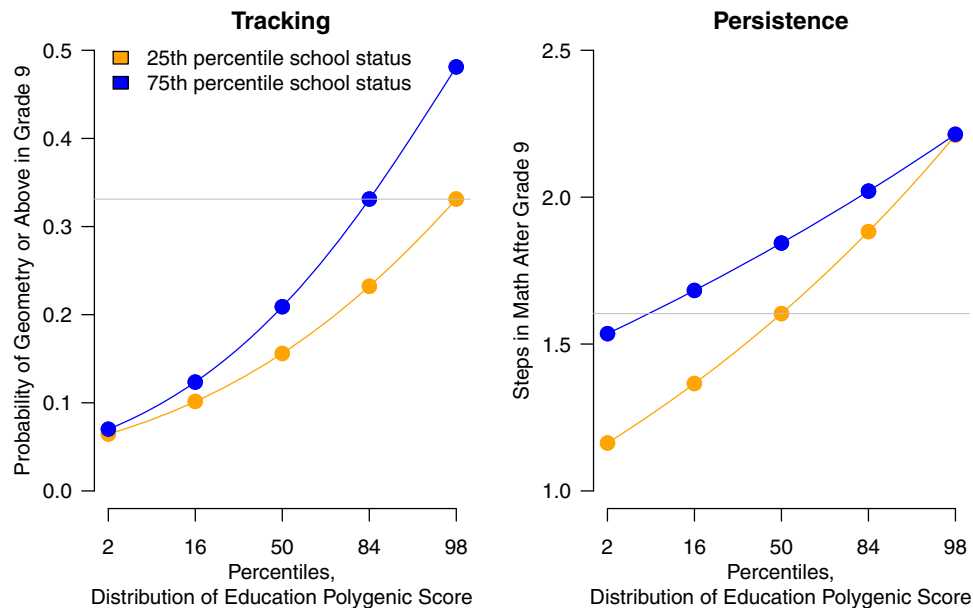 Tracking
Probability of Geometry or Above in Grade 9
0.5
0.4
0.3
0.2
0.1
0.0
25th percentile school status
75th percentile school status
2 16 50 84 98
Percentiles,
Distribution of Education Polygenic Score
Persistence
Steps in Math After Grade 9
2.5
2.0
1.5
1.0
2 16 50 84 98
Percentiles,
Distribution of Education Polygenic Score